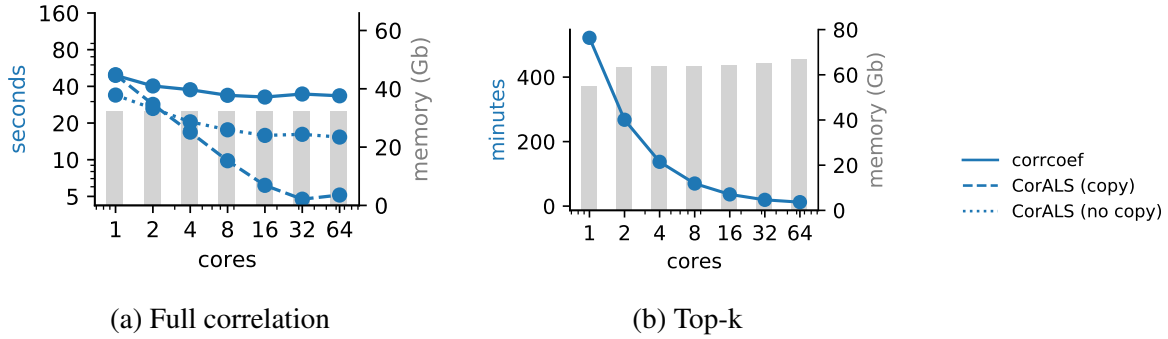 160
80
40
20
10
5
seconds
60
40
20
0
memory (Gb)
1 2 4 8 16 32 64
cores
(a) Full correlation
400
200
0
minutes
80
60
40
20
0
memory (Gb)
1 2 4 8 16 32 64
cores
(b) Top-k
corrcoef
CorALS (copy)
CorALS (no copy)